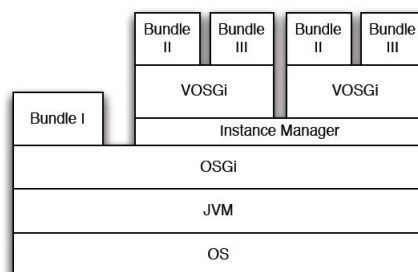 Bundle
II
Bundle
III
Bundle
II
Bundle
III
VOSGi
VOSGi
Bundle I
Instance Manager
OSGi
JVM
OS